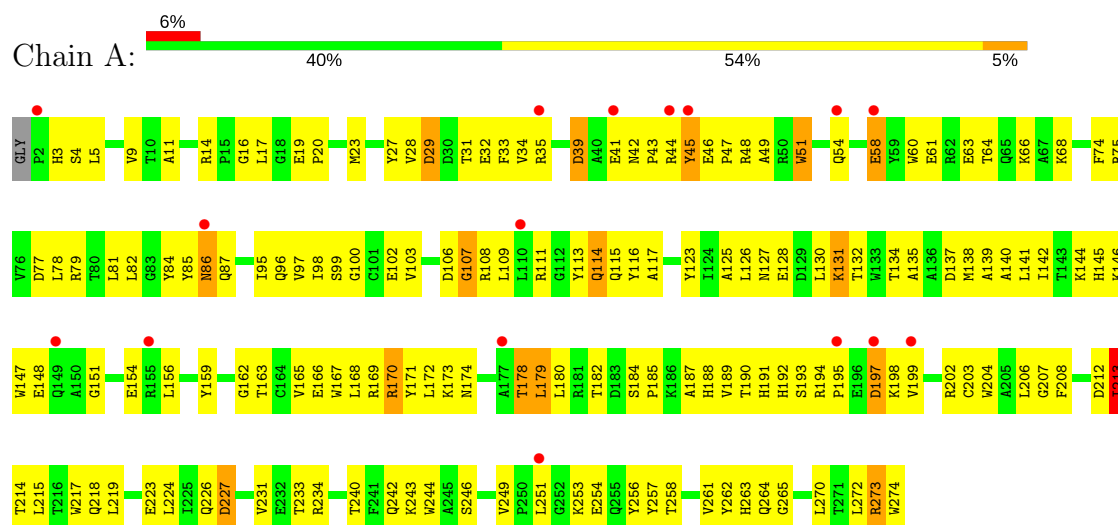 6%
Chain A:
40% 54% 5%
GLY P2 H3 S4 L5 V9 T10 A11 R14 P15 G16 L17 G18 E19 P20 M23 Y27 V28 D29 D30 T31 E32 F33 V34 R35 D39 A40 E41 N42 P43 R44 Y45 E46 P47 R48 A49 R50 W51 Q54 E58 Y59 W60 E61 R62 E63 T64 Q65 K66 A67 K68 F74 R75
V76 D77 L78 R79 T80 L81 L82 G83 Y84 Y85 N86 Q87 I95 Q96 V97 I98 S99 G100 C101 E102 V103 D106 G107 R108 L109 L110 R111 G112 Y113 Q114 Q115 Y116 A117 Y123 I124 A125 L126 N127 E128 D129 L130 K131 T132 W133 T134 A135 A136 D137 M138 A139 A140 L141 I142 T143 K144 H145 K146
W147 E148 Q149 A150 G151 E154 R155 L156 Y159 G162 T163 C164 V165 E166 W167 L168 R169 R170 Y171 L172 K173 N174 A177 T178 L179 L180 R181 T182 D183 S184 P185 K186 A187 H188 V189 T190 H191 H192 S193 R194 P195 E196 D197 K198 V199 R202 C203 W204 A205 L206 G207 F208 D212 I213
T214 L215 T216 W217 Q218 L219 E223 L224 I225 Q226 D227 V231 E232 T233 R234 T240 F241 Q242 K243 W244 A245 S246 V249 P250 L251 G252 K253 E254 Q255 Y256 Y257 T258 V261 Y262 H263 Q264 G265 L270 T271 L272 R273 W274